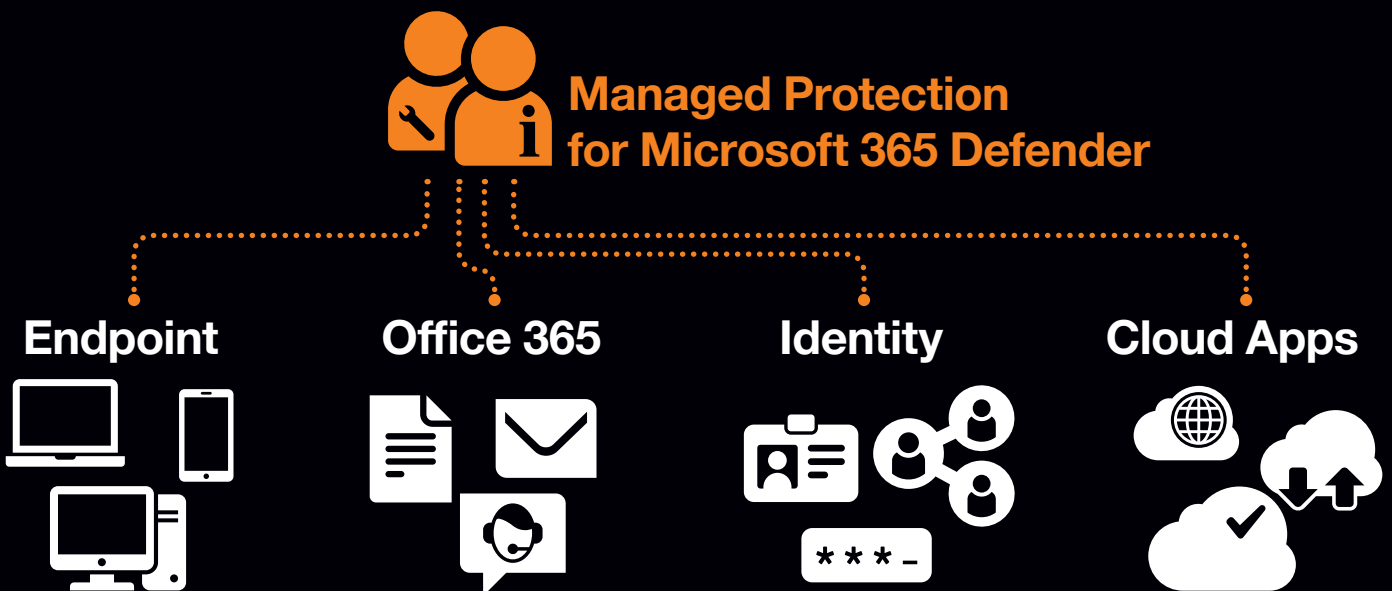 Managed Protection
for Microsoft 365 Defender
Endpoint
Office 365
Identity
Cloud Apps
i
***-